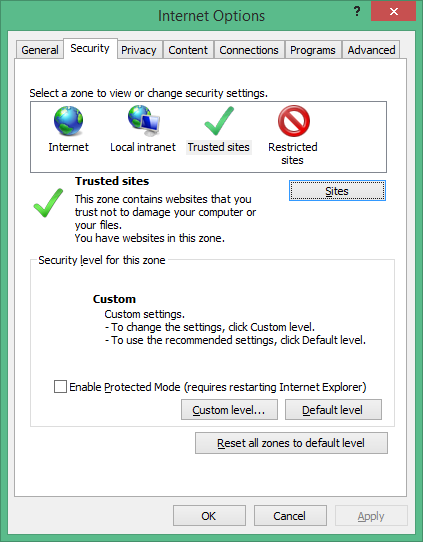 Internet Options
? ×
General Security Privacy Content Connections Programs Advanced
Select a zone to view or change security settings.
Internet Local intranet Trusted sites Restricted
sites
Trusted sites
Sites
This zone contains websites that you
trust not to damage your computer or
your files.
You have websites in this zone.
Security level for this zone
Custom
Custom settings.
- To change the settings, click Custom level.
- To use the recommended settings, click Default level.
Enable Protected Mode (requires restarting Internet Explorer)
Custom level... Default level
Reset all zones to default level
OK Cancel Apply